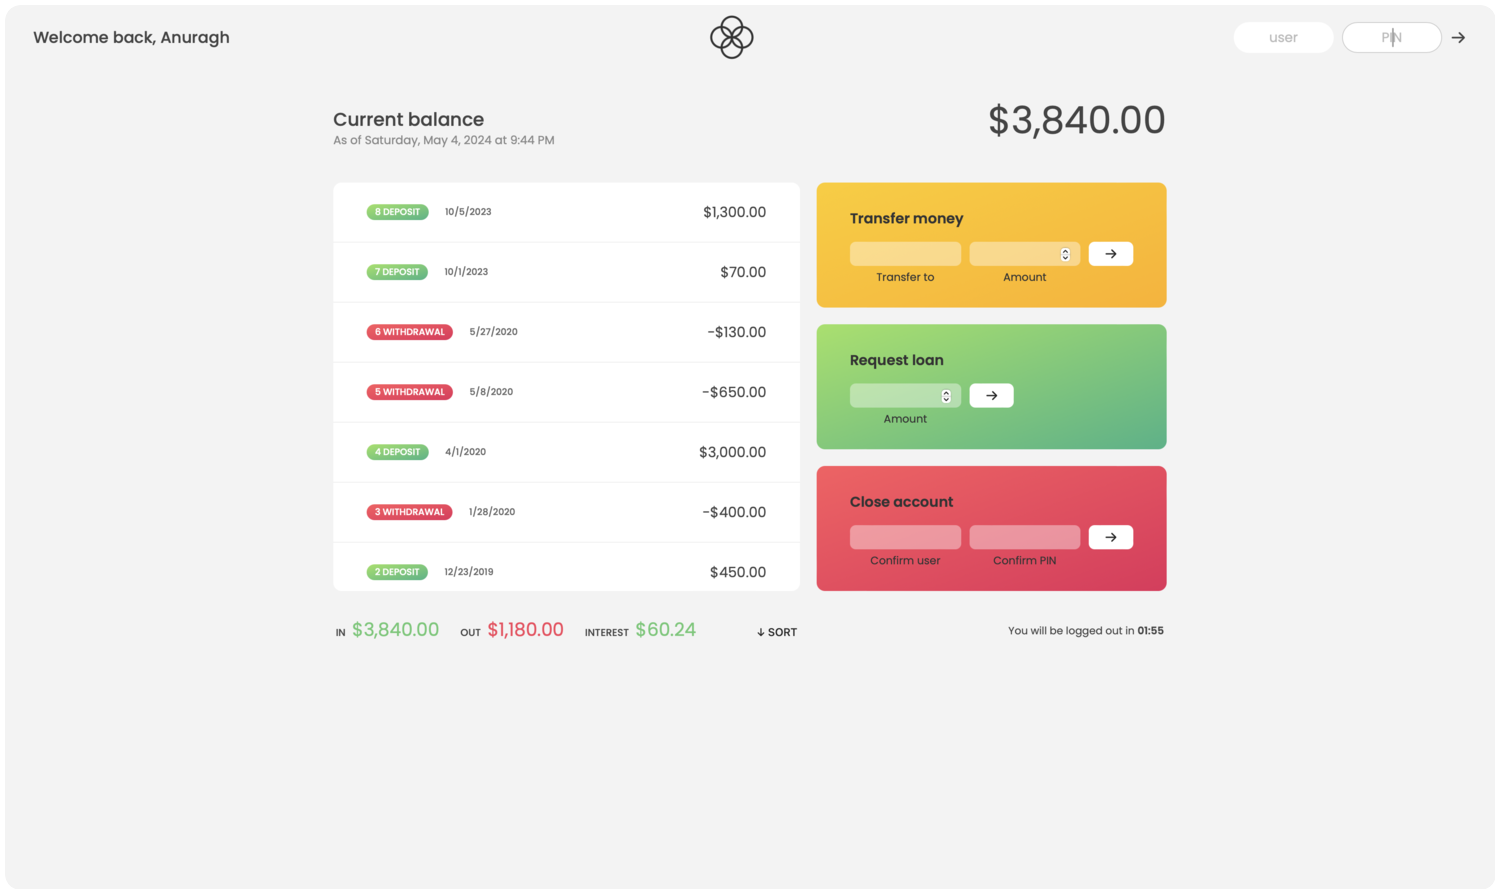 Welcome back, Anuragh
user
PIN
→
Current balance
As of Saturday, May 4, 2024 at 9:44 PM
$3,840.00
8 DEPOSIT 10/5/2023 $1,300.00
7 DEPOSIT 10/1/2023 $70.00
6 WITHDRAWAL 5/27/2020 -$130.00
5 WITHDRAWAL 5/8/2020 -$650.00
4 DEPOSIT 4/1/2020 $3,000.00
3 WITHDRAWAL 1/28/2020 -$400.00
2 DEPOSIT 12/23/2019 $450.00
IN $3,840.00 OUT $1,180.00 INTEREST $60.24 ↓ SORT
Transfer money
→
Transfer to Amount
Request loan
→
Amount
Close account
→
Confirm user Confirm PIN
You will be logged out in 01:55